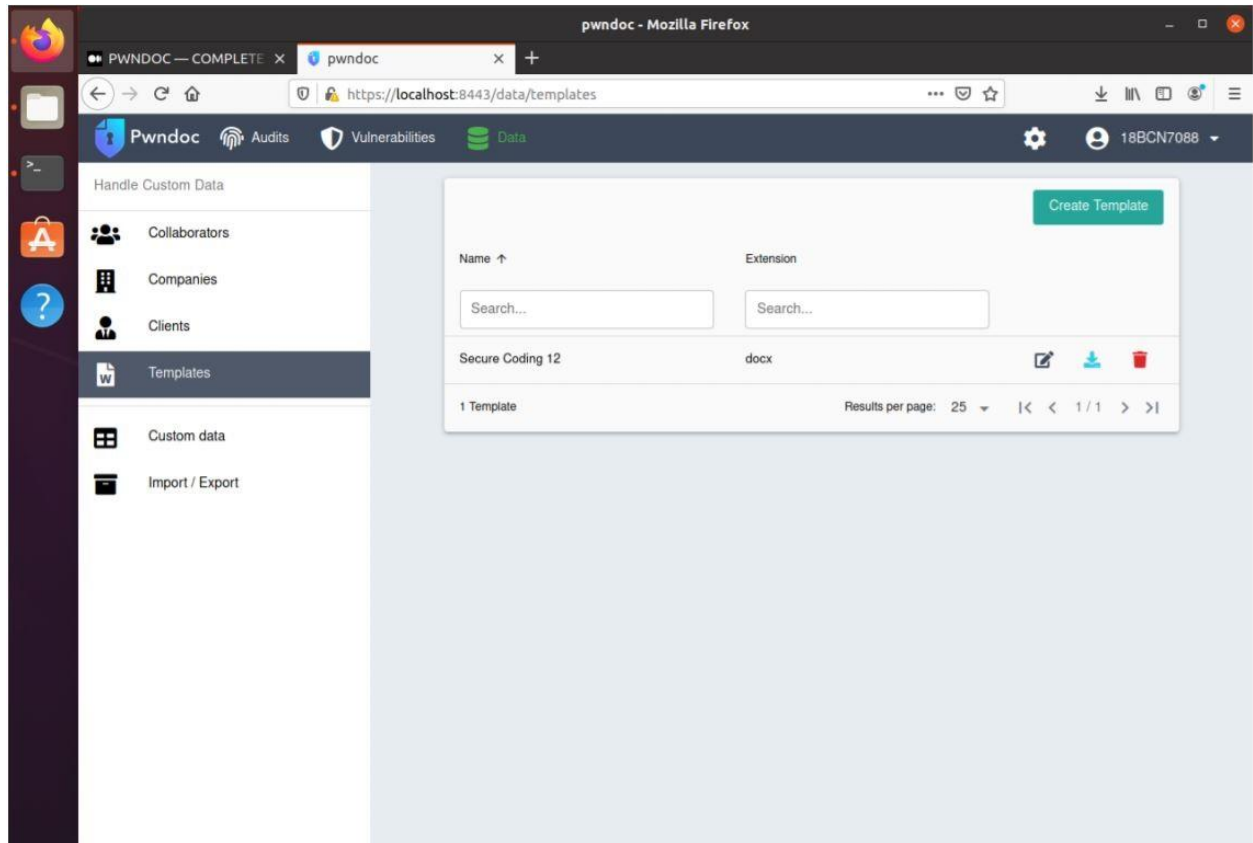 pwndoc - Mozilla Firefox
PWNDOC — COMPLETE
pwndoc
https://localhost:8443/data/templates
Pwndoc Audits Vulnerabilities Data 18BCN7088
Handle Custom Data
Collaborators
Companies
Clients
Templates
Custom data
Import / Export
Create Template
Name Extension
Search... Search...
Secure Coding 12 docx
1 Template Results per page: 25 1 / 1